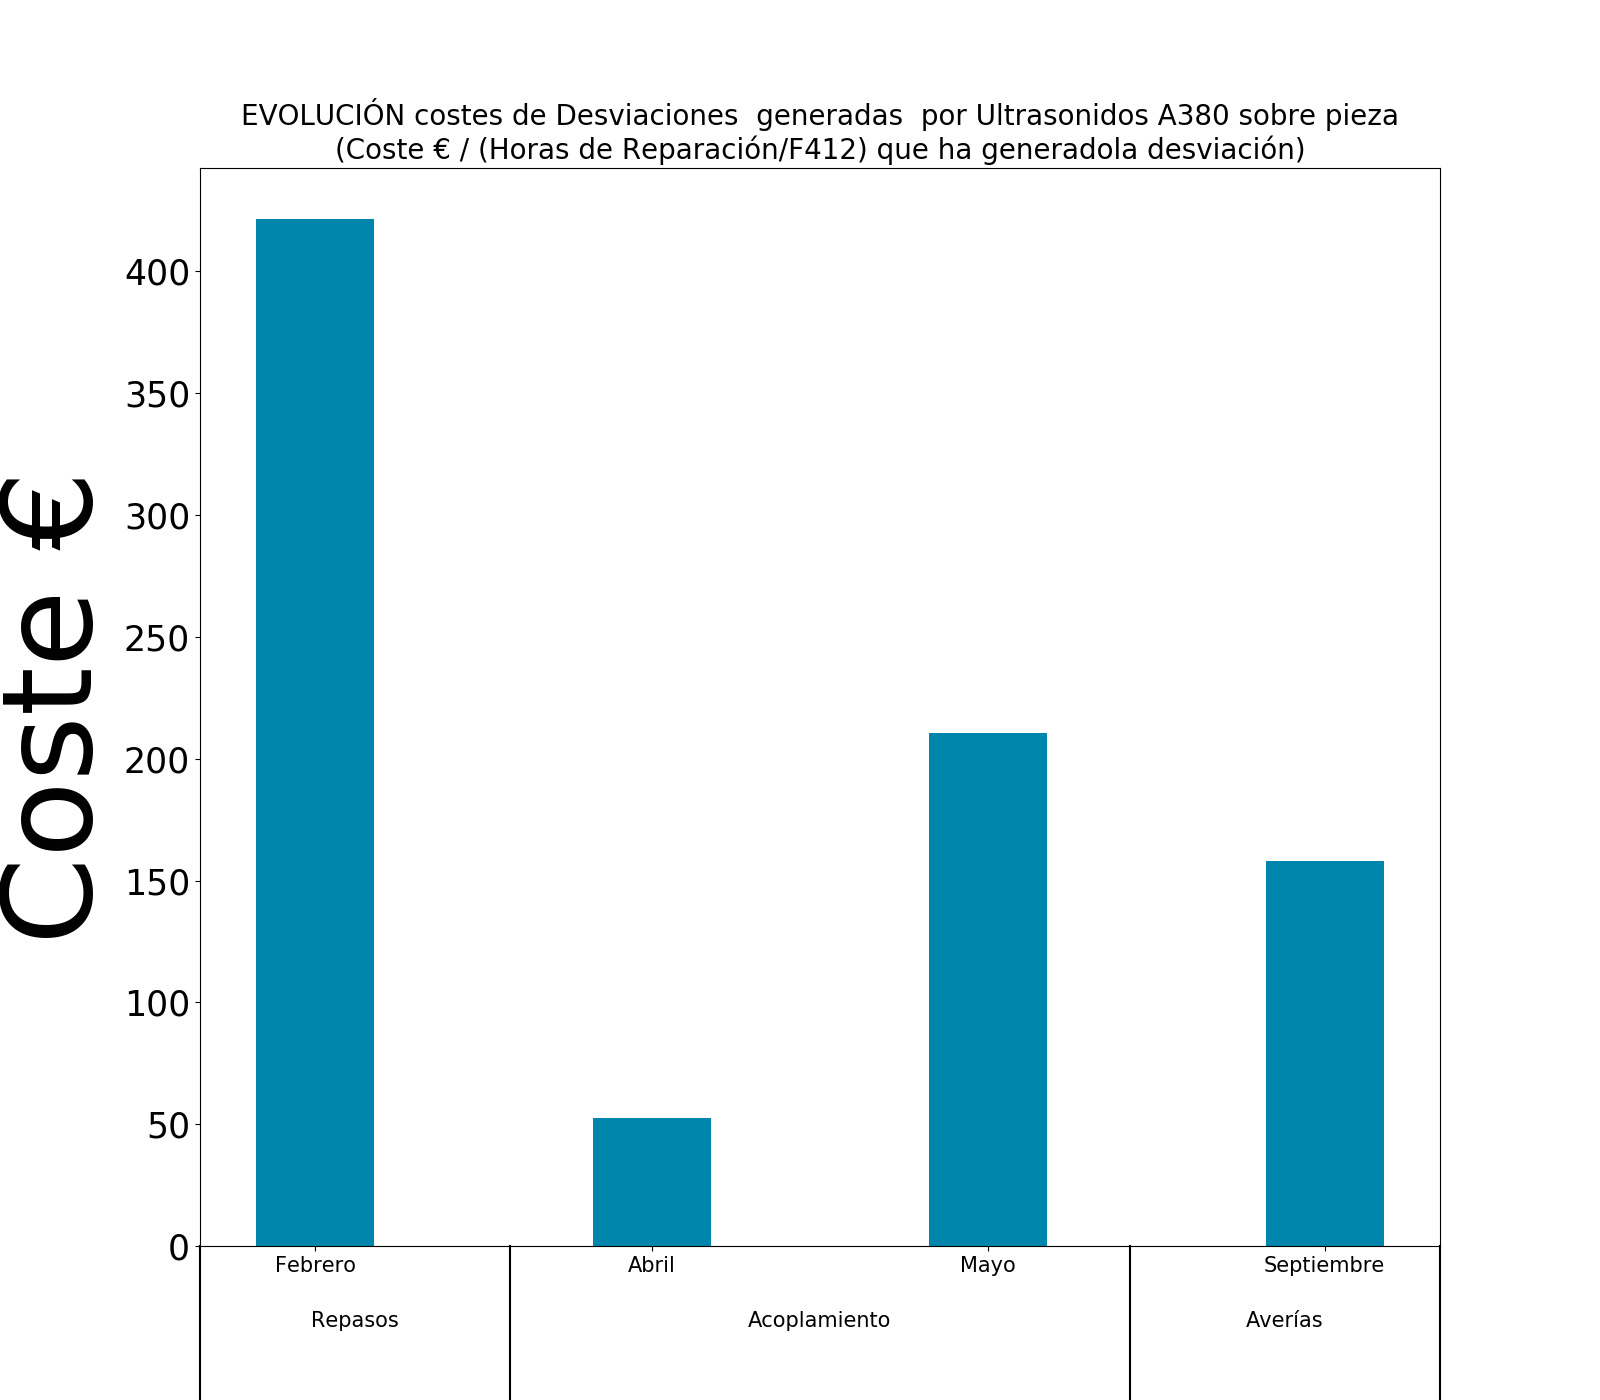 EVOLUCIÓN costes de Desviaciones  generadas  por Ultrasonidos A380 sobre pieza
(Coste € / (Horas de Reparación/F412) que ha generadola desviación)
Coste €
400
350
300
250
200
150
100
50
0
Febrero Abril Mayo Septiembre
Repasos Acoplamiento Averías